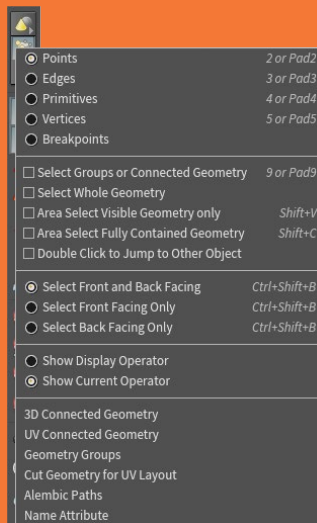 Points 2 or Pad2
Edges 3 or Pad3
Primitives 4 or Pad4
Vertices 5 or Pad5
Breakpoints
Select Groups or Connected Geometry 9 or Pad9
Select Whole Geometry
Area Select Visible Geometry only Shift+V
Area Select Fully Contained Geometry Shift+C
Double Click to Jump to Other Object
Select Front and Back Facing Ctrl+Shift+B
Select Front Facing Only Ctrl+Shift+B
Select Back Facing Only Ctrl+Shift+B
Show Display Operator
Show Current Operator
3D Connected Geometry
UV Connected Geometry
Geometry Groups
Cut Geometry for UV Layout
Alembic Paths
Name Attribute